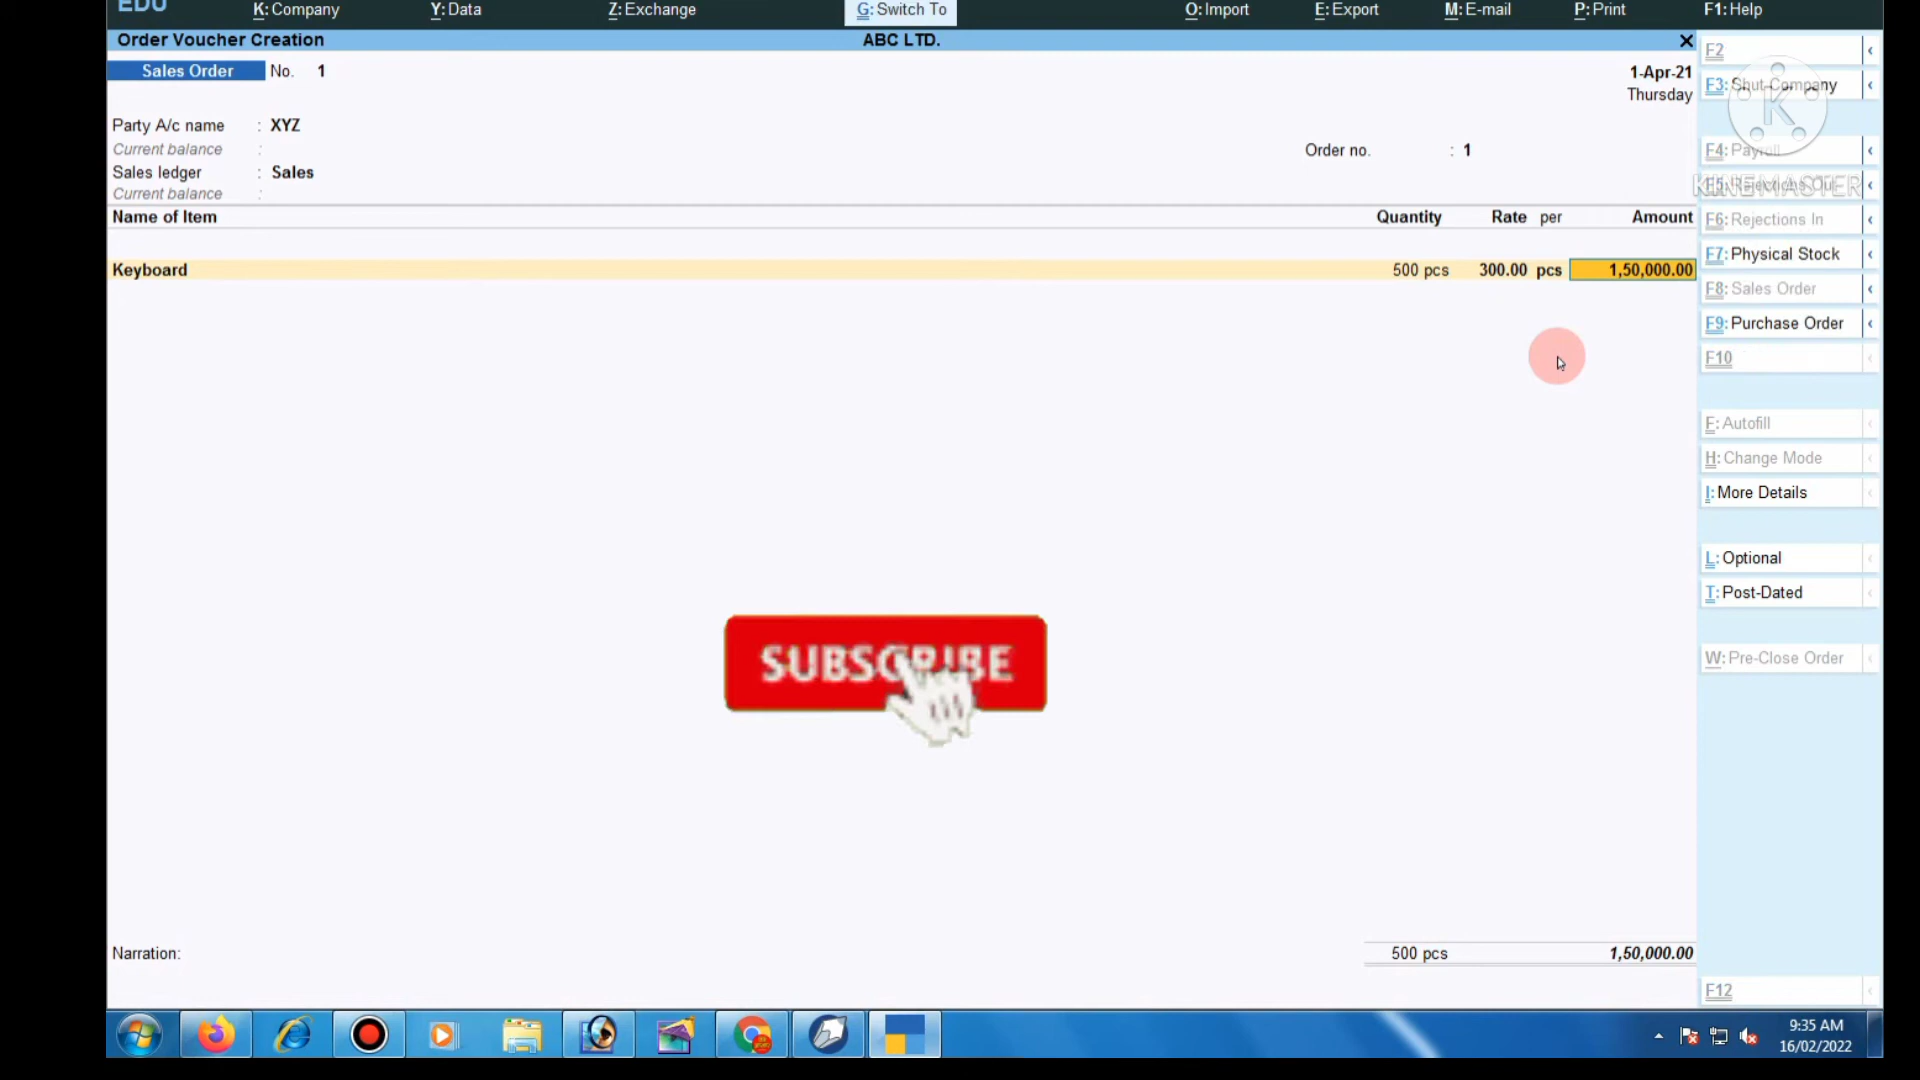 EDU
K: Company
Y: Data
Z: Exchange
G: Switch To
O: Import
E: Export
M: E-mail
P: Print
F1: Help
Order Voucher Creation
ABC LTD.
Sales Order No. 1
1-Apr-21
Thursday
Party A/c name : XYZ
Current balance :
Order no. : 1
Sales ledger : Sales
Current balance :
Name of Item Quantity Rate per Amount
Keyboard 500 pcs 300.00 pcs 1,50,000.00
SUBSCRIBE
Narration: 500 pcs 1,50,000.00
F2
F3: Shut Company
F4: Payroll
F5: Rejections Out
KINEMASTER
F6: Rejections In
F7: Physical Stock
F8: Sales Order
F9: Purchase Order
F10
F: Autofill
H: Change Mode
I: More Details
L: Optional
T: Post-Dated
W: Pre-Close Order
F12
9:35 AM
16/02/2022